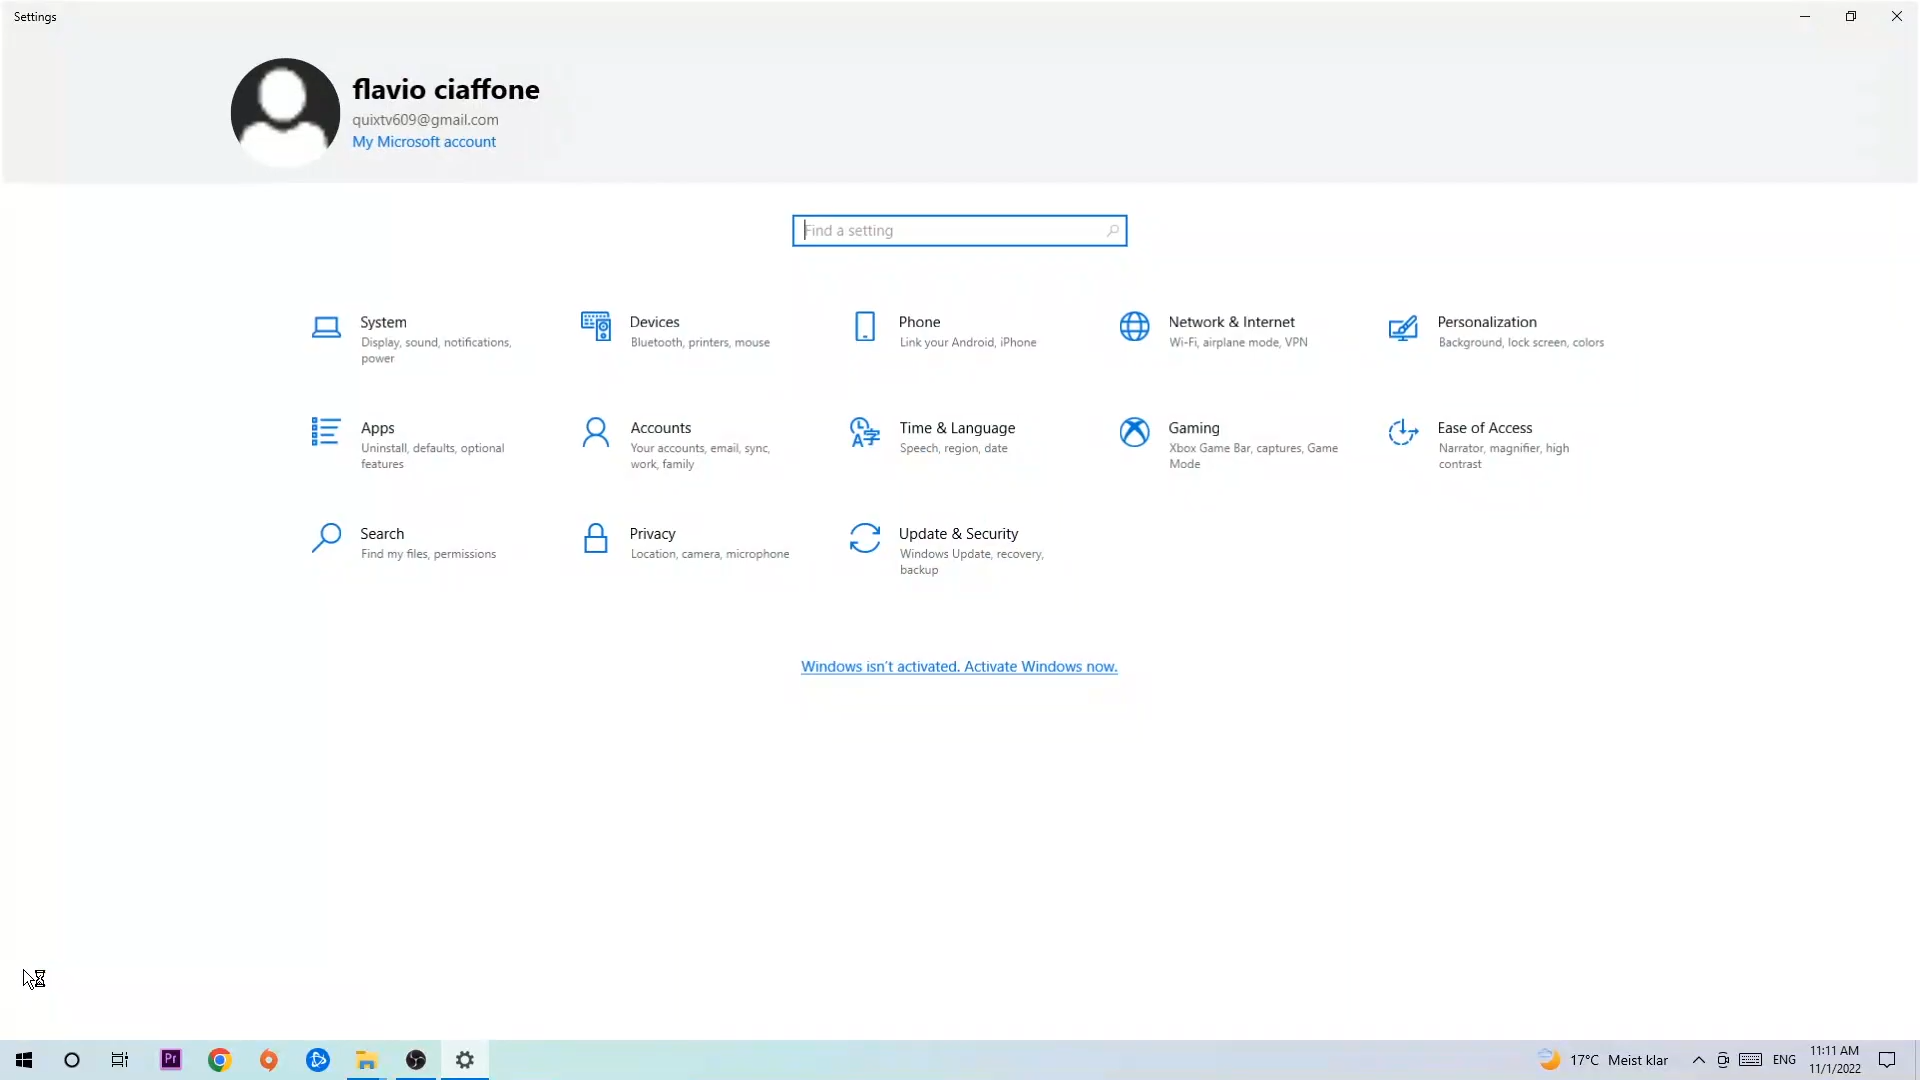 Settings
flavio ciaffone
quixtv609@gmail.com
My Microsoft account
Find a setting
System
Display, sound, notifications,
power
Devices
Bluetooth, printers, mouse
Phone
Link your Android, iPhone
Network & Internet
Wi-Fi, airplane mode, VPN
Personalization
Background, lock screen, colors
Apps
Uninstall, defaults, optional
features
Accounts
Your accounts, email, sync,
work, family
Time & Language
Speech, region, date
Gaming
Xbox Game Bar, captures, Game
Mode
Ease of Access
Narrator, magnifier, high
contrast
Search
Find my files, permissions
Privacy
Location, camera, microphone
Update & Security
Windows Update, recovery,
backup
Windows isn't activated. Activate Windows now.
Pr
17°C Meist klar
ENG
11:11 AM
11/1/2022